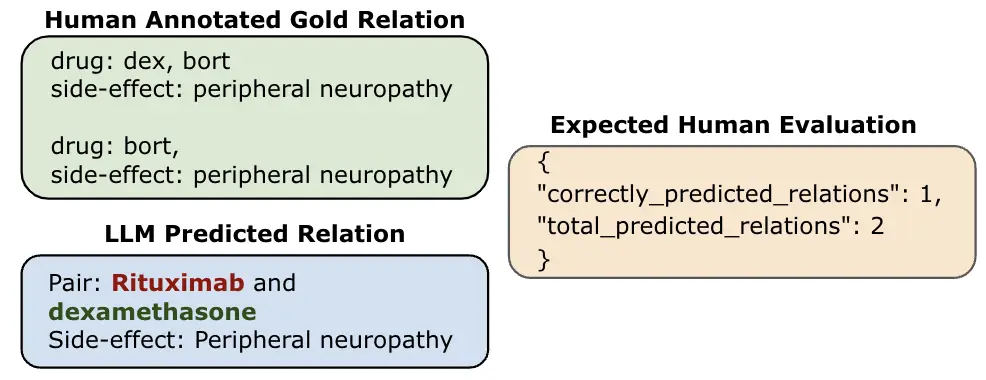 Human Annotated Gold Relation
drug: dex, bort
side-effect: peripheral neuropathy
drug: bort,
side-effect: peripheral neuropathy
LLM Predicted Relation
Pair: Rituximab and
dexamethasone
Side-effect: Peripheral neuropathy
Expected Human Evaluation
{
"correctly_predicted_relations": 1,
"total_predicted_relations": 2
}